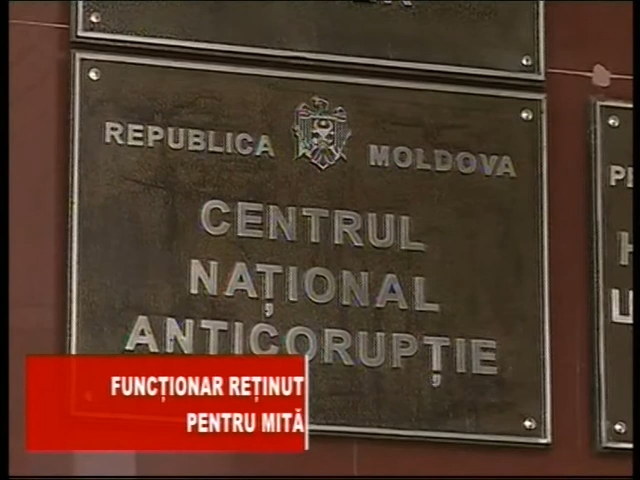 REPUBLICA MOLDOVA
CENTRUL
NAȚIONAL
ANTICORUPȚIE
FUNCȚIONAR REȚINUT
PENTRU MITĂ